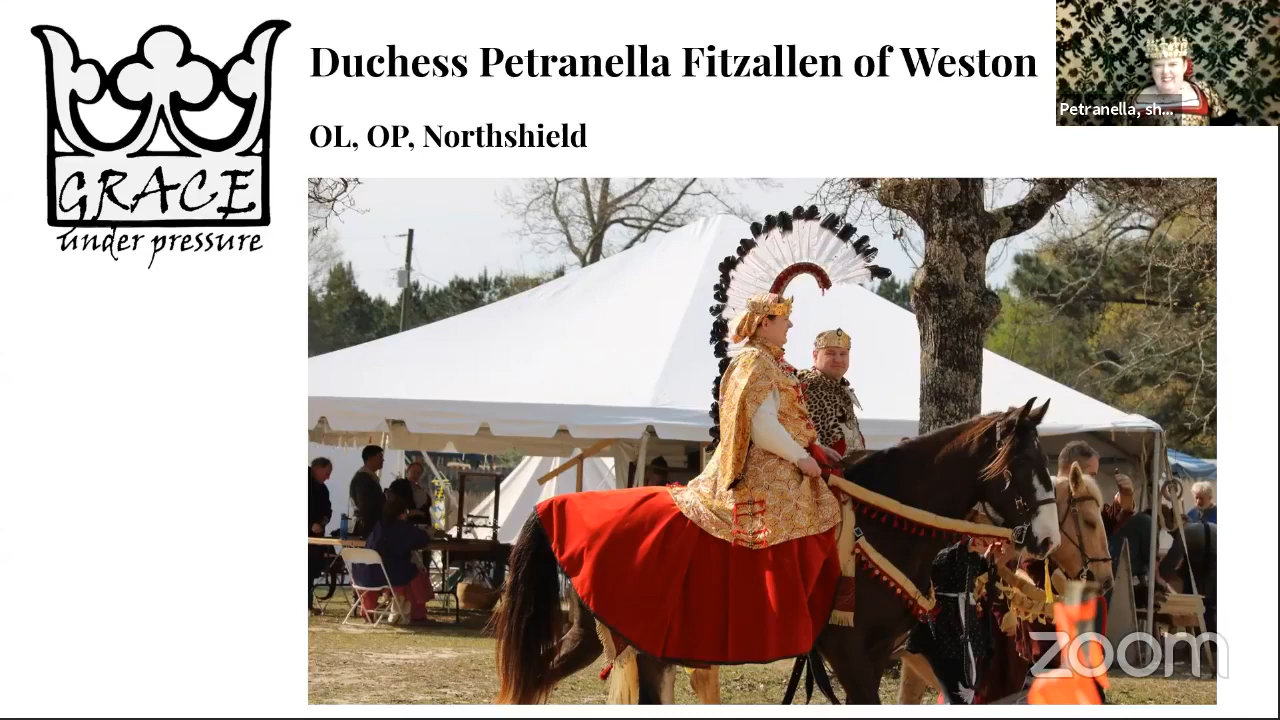 Duchess Petranella Fitzallen of Weston
OL, OP, Northshield
GRACE
under pressure
Petranella, sh...
zoom